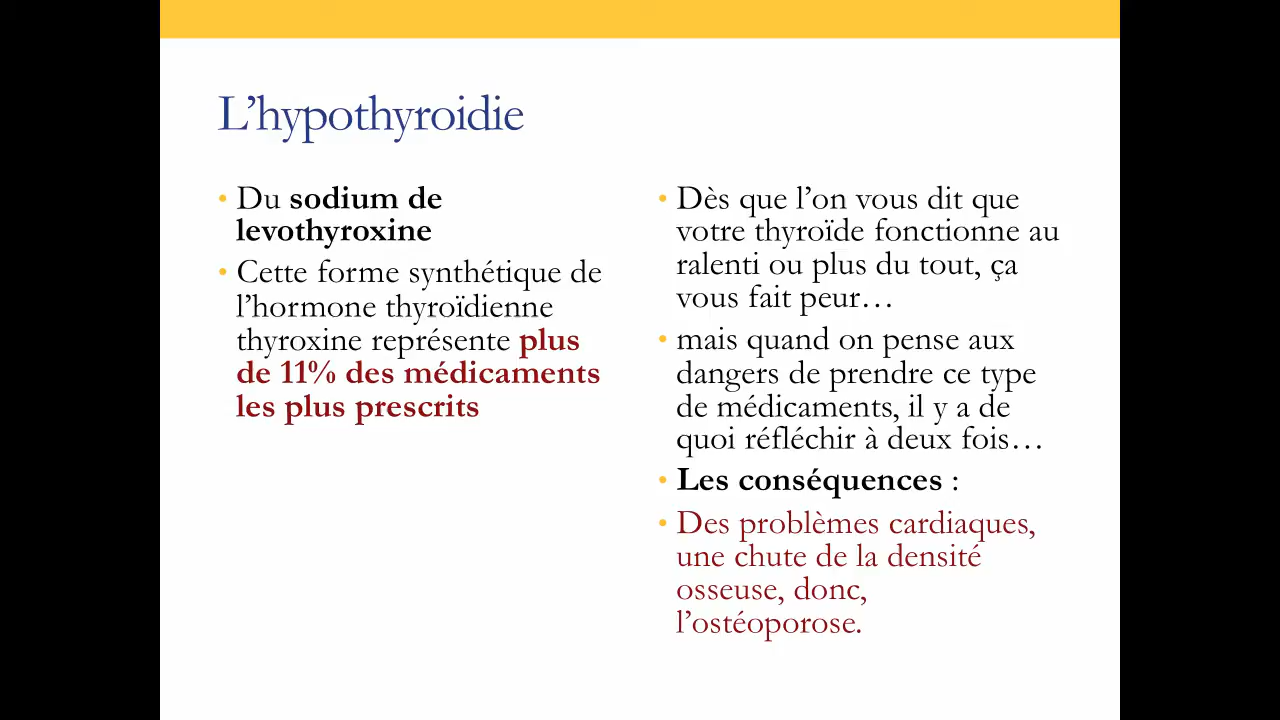 L’hypothyroidie
• Du sodium de
levothyroxine
• Cette forme synthétique de
l’hormone thyroïdienne
thyroxine représente plus
de 11% des médicaments
les plus prescrits
• Dès que l’on vous dit que
votre thyroïde fonctionne au
ralenti ou plus du tout, ça
vous fait peur…
• mais quand on pense aux
dangers de prendre ce type
de médicaments, il y a de
quoi réfléchir à deux fois…
• Les conséquences :
• Des problèmes cardiaques,
une chute de la densité
osseuse, donc,
l’ostéoporose.